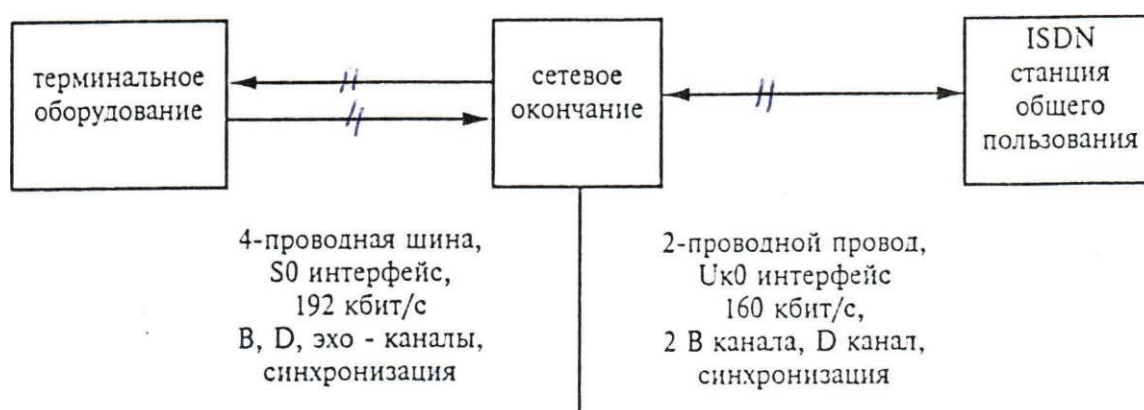 терминальное
оборудование
сетевое
окончание
ISDN
станция
общего
пользования
4-проводная шина,
S0 интерфейс,
192 кбит/с
B, D, эхо - каналы,
синхронизация
2-проводной провод,
Uк0 интерфейс
160 кбит/с,
2 B канала, D канал,
синхронизация